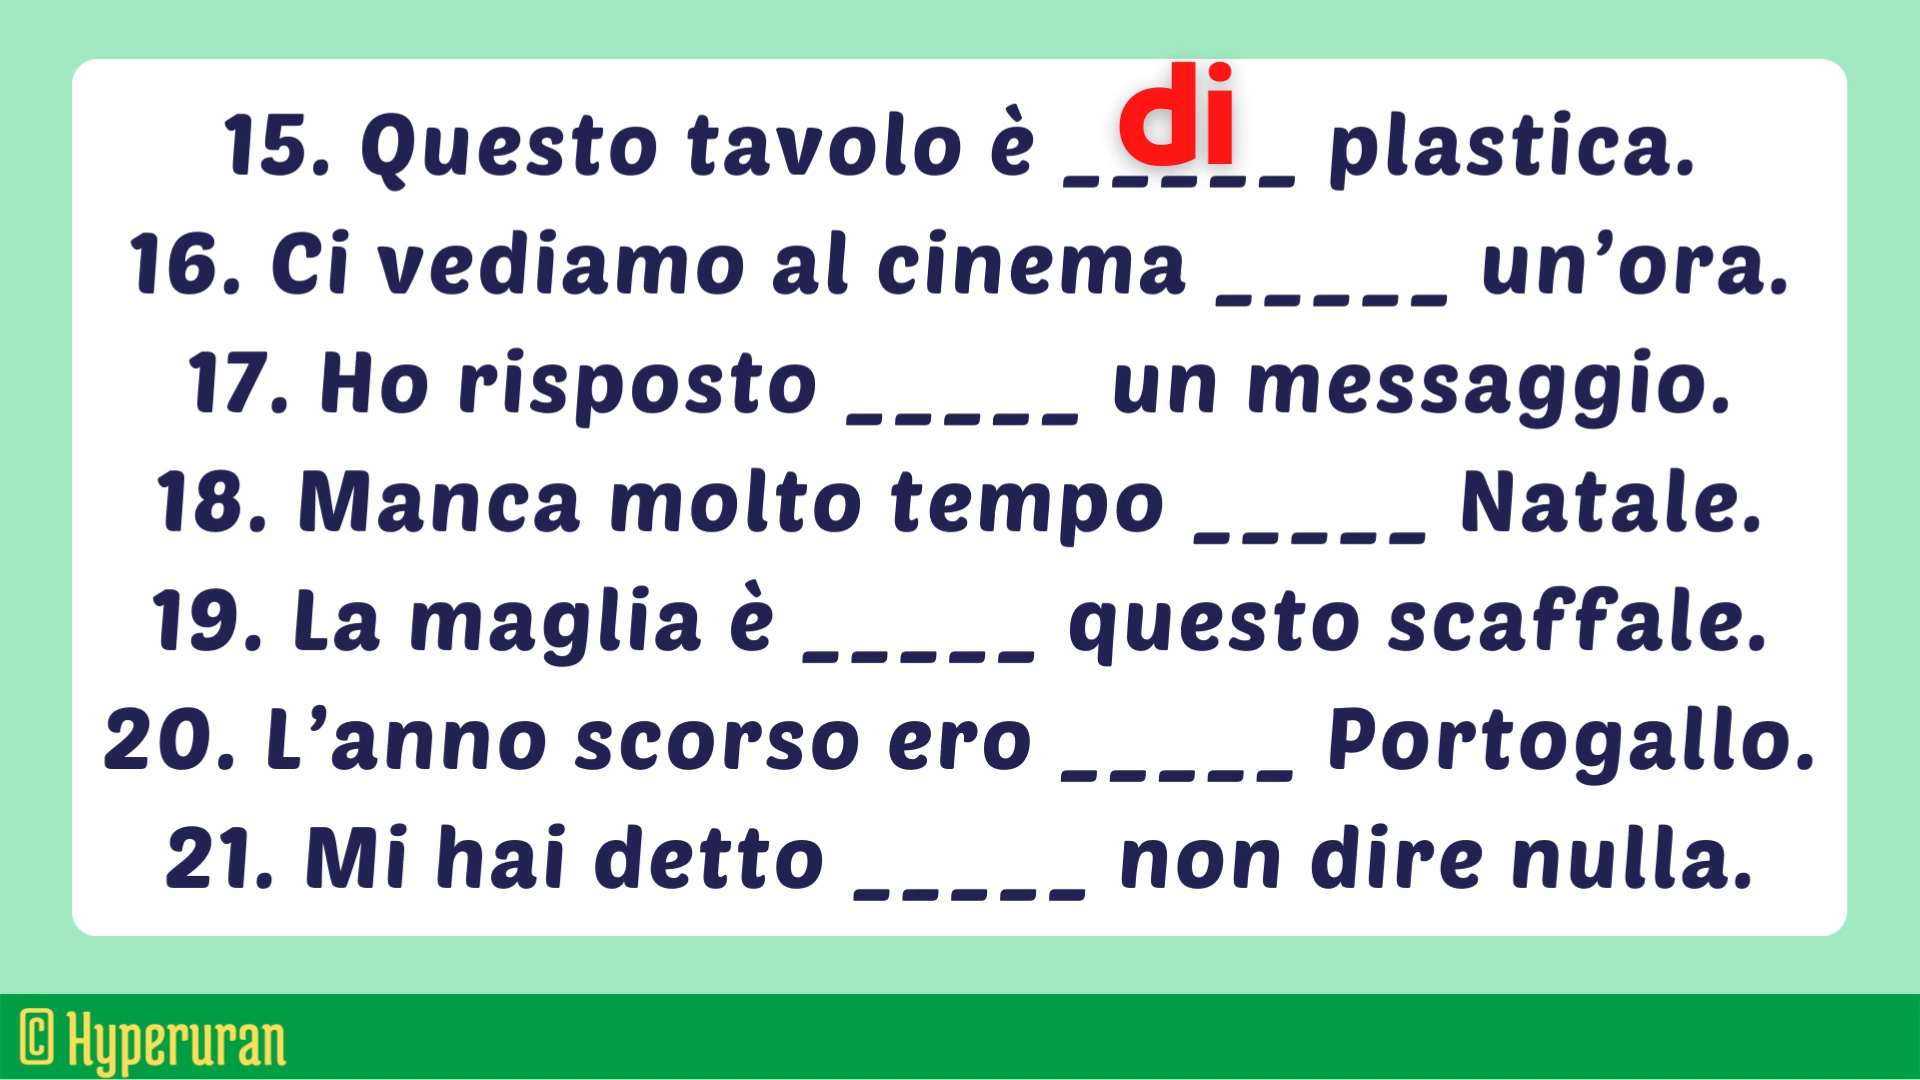 15. Questo tavolo è _di_ plastica.
16. Ci vediamo al cinema _____ un’ora.
17. Ho risposto _____ un messaggio.
18. Manca molto tempo _____ Natale.
19. La maglia è _____ questo scaffale.
20. L’anno scorso ero _____ Portogallo.
21. Mi hai detto _____ non dire nulla.
© Hyperuran